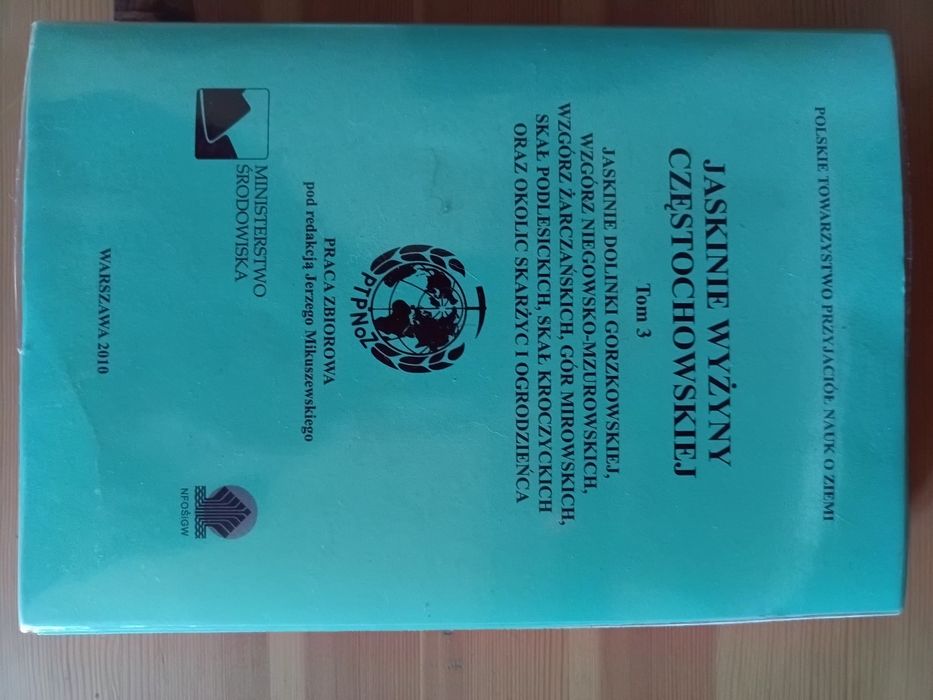 POLSKIE TOWARZYSTWO PRZYJACIÓŁ NAUK O ZIEMI
JASKINIE WYŻYNY
CZĘSTOCHOWSKIEJ
Tom 3
JASKINIE DOLINKI GORZKOWSKIEJ,
WZGÓRZ NIEGOWSKO-MZUROWSKICH,
WZGÓRZ ŻARCZAŃSKICH, GÓR MIROWSKICH,
SKAŁ PODLESICKICH, SKAŁ KROCZYCKICH
ORAZ OKOLIC SKARŻYC I OGRODZIEŃCA
PTPNoZ
PRACA ZBIOROWA
pod redakcją Jerzego Mikuszewskiego
MINISTERSTWO
ŚRODOWISKA
NFOŚiGW
WARSZAWA 2010